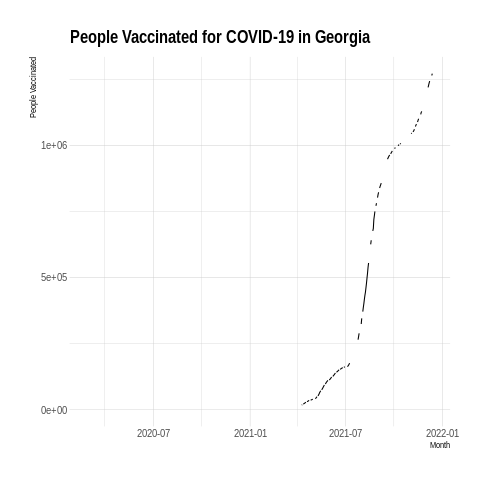 People Vaccinated for COVID-19 in Georgia
People Vaccinated
1e+06
5e+05
0e+00
2020-07
2021-01
2021-07
2022-01
Month